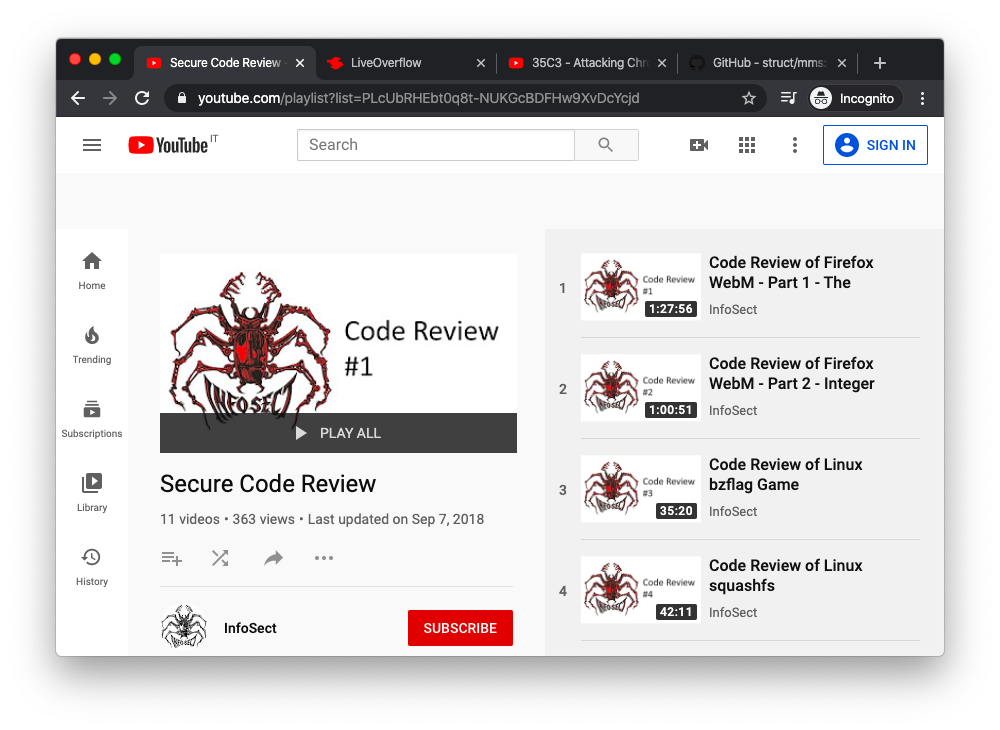 Secure Code Review -
LiveOverflow
35C3 - Attacking Chr
GitHub - struct/mms
youtube.com/playlist?list=PLcUbRHEbt0q8t-NUKGcBDFHw9XvDcYcjd
Incognito
YouTube IT
Search
SIGN IN
Home
Trending
Subscriptions
Library
History
Code Review
#1
INFOSECT
PLAY ALL
Secure Code Review
11 videos • 363 views • Last updated on Sep 7, 2018
InfoSect
SUBSCRIBE
1
Code Review
#1
1:27:56
Code Review of Firefox
WebM - Part 1 - The
InfoSect
2
Code Review
#2
1:00:51
Code Review of Firefox
WebM - Part 2 - Integer
InfoSect
3
Code Review
#3
35:20
Code Review of Linux
bzflag Game
InfoSect
4
Code Review
#4
42:11
Code Review of Linux
squashfs
InfoSect